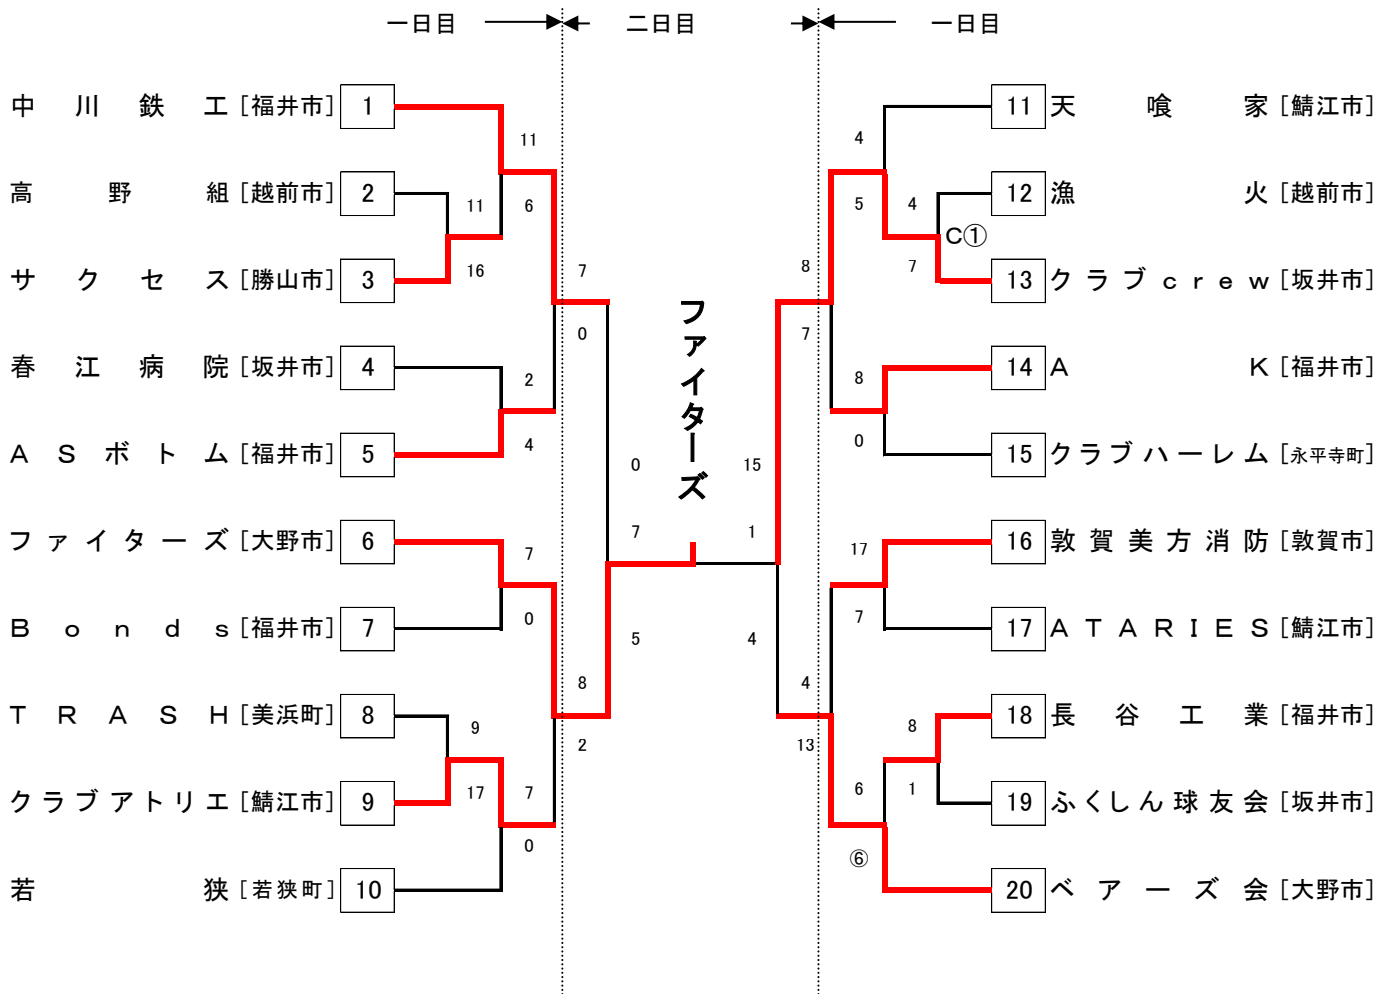 一日目 二日目 一日目
中川鉄工 [福井市] 1
11
高野組 [越前市] 2
11 6
サクセス [勝山市] 3
16
7
0
春江病院 [坂井市] 4
2
ASボトム [福井市] 5
4
ファイターズ [大野市] 6
7
Bonds [福井市] 7
0
TRASH [美浜町] 8
8
9
2
クラブアトリエ [鯖江市] 9
17 7
0
若狭 [若狭町] 10
0
7
5
ファイターズ
15
1
4
11 天喰家 [鯖江市]
4
12 漁火 [越前市]
5 4
C①
7
13 クラブcrew [坂井市]
8
7
14 AK [福井市]
8
0
15 クラブハーレム [永平寺町]
16 敦賀美方消防 [敦賀市]
17
7
17 ATARIES [鯖江市]
4
13
18 長谷工業 [福井市]
8
1
19 ふくしん球友会 [坂井市]
6
⑥
20 ベアーズ会 [大野市]